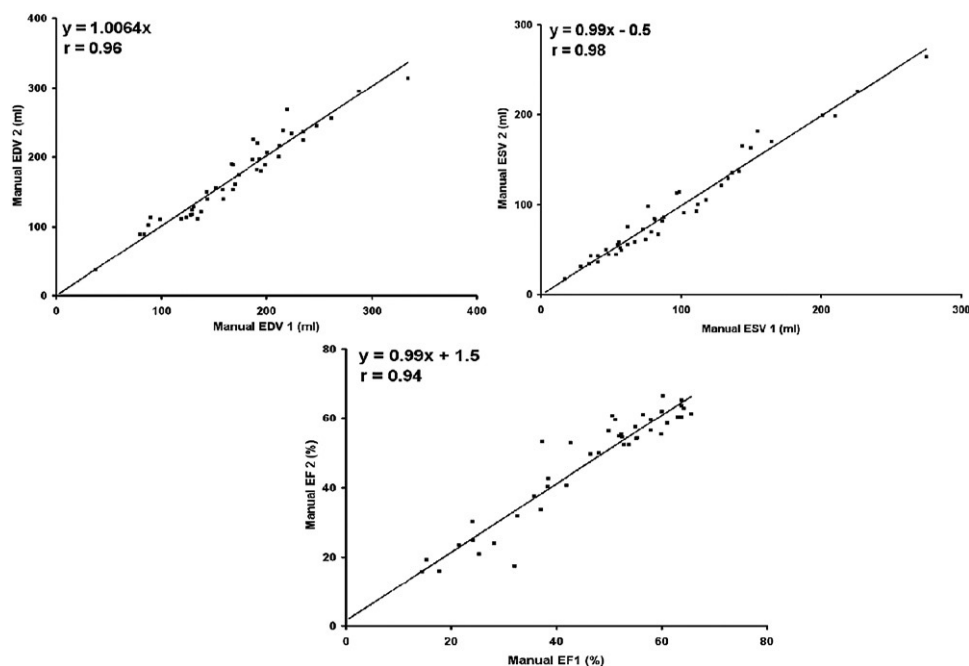 y = 1.0064x
r = 0.96
400
300
200
100
0
Manual EDV 2 (ml)
0 100 200 300 400
Manual EDV 1 (ml)
y = 0.99x - 0.5
r = 0.98
300
200
100
0
Manual ESV 2 (ml)
0 100 200 300
Manual ESV 1 (ml)
y = 0.99x + 1.5
r = 0.94
80
60
40
20
0
Manual EF 2 (%)
0 20 40 60 80
Manual EF1 (%)